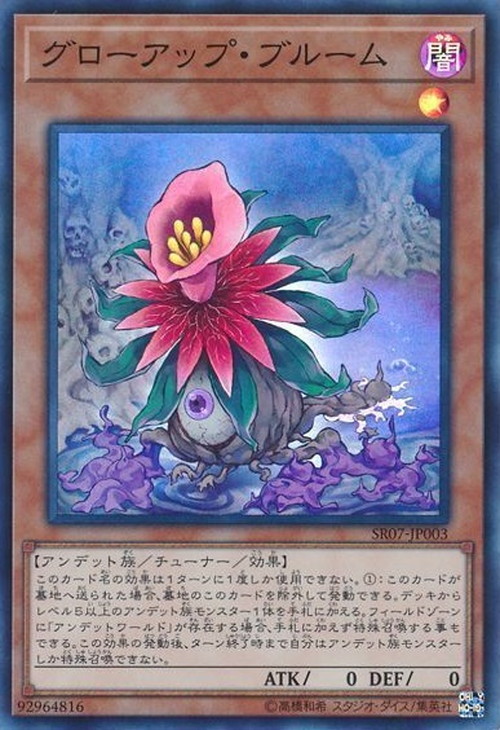 グローアップ・ブルーム
闇
SR07-JP003
【アンデット族／チューナー／効果】
このカード名の効果は１ターンに１度しか使用できない。①：このカードが
墓地へ送られた場合、墓地のこのカードを除外して発動できる。デッキから
レベル５以上のアンデット族モンスター１体を手札に加える。フィールドゾーン
に「アンデットワールド」が存在する場合、手札に加えず特殊召喚する事も
できる。この効果の発動後、ターン終了時まで自分はアンデット族モンスター
しか特殊召喚できない。
ATK/ 0 DEF/ 0
92964816
©高橋和希 スタジオ・ダイス/集英社